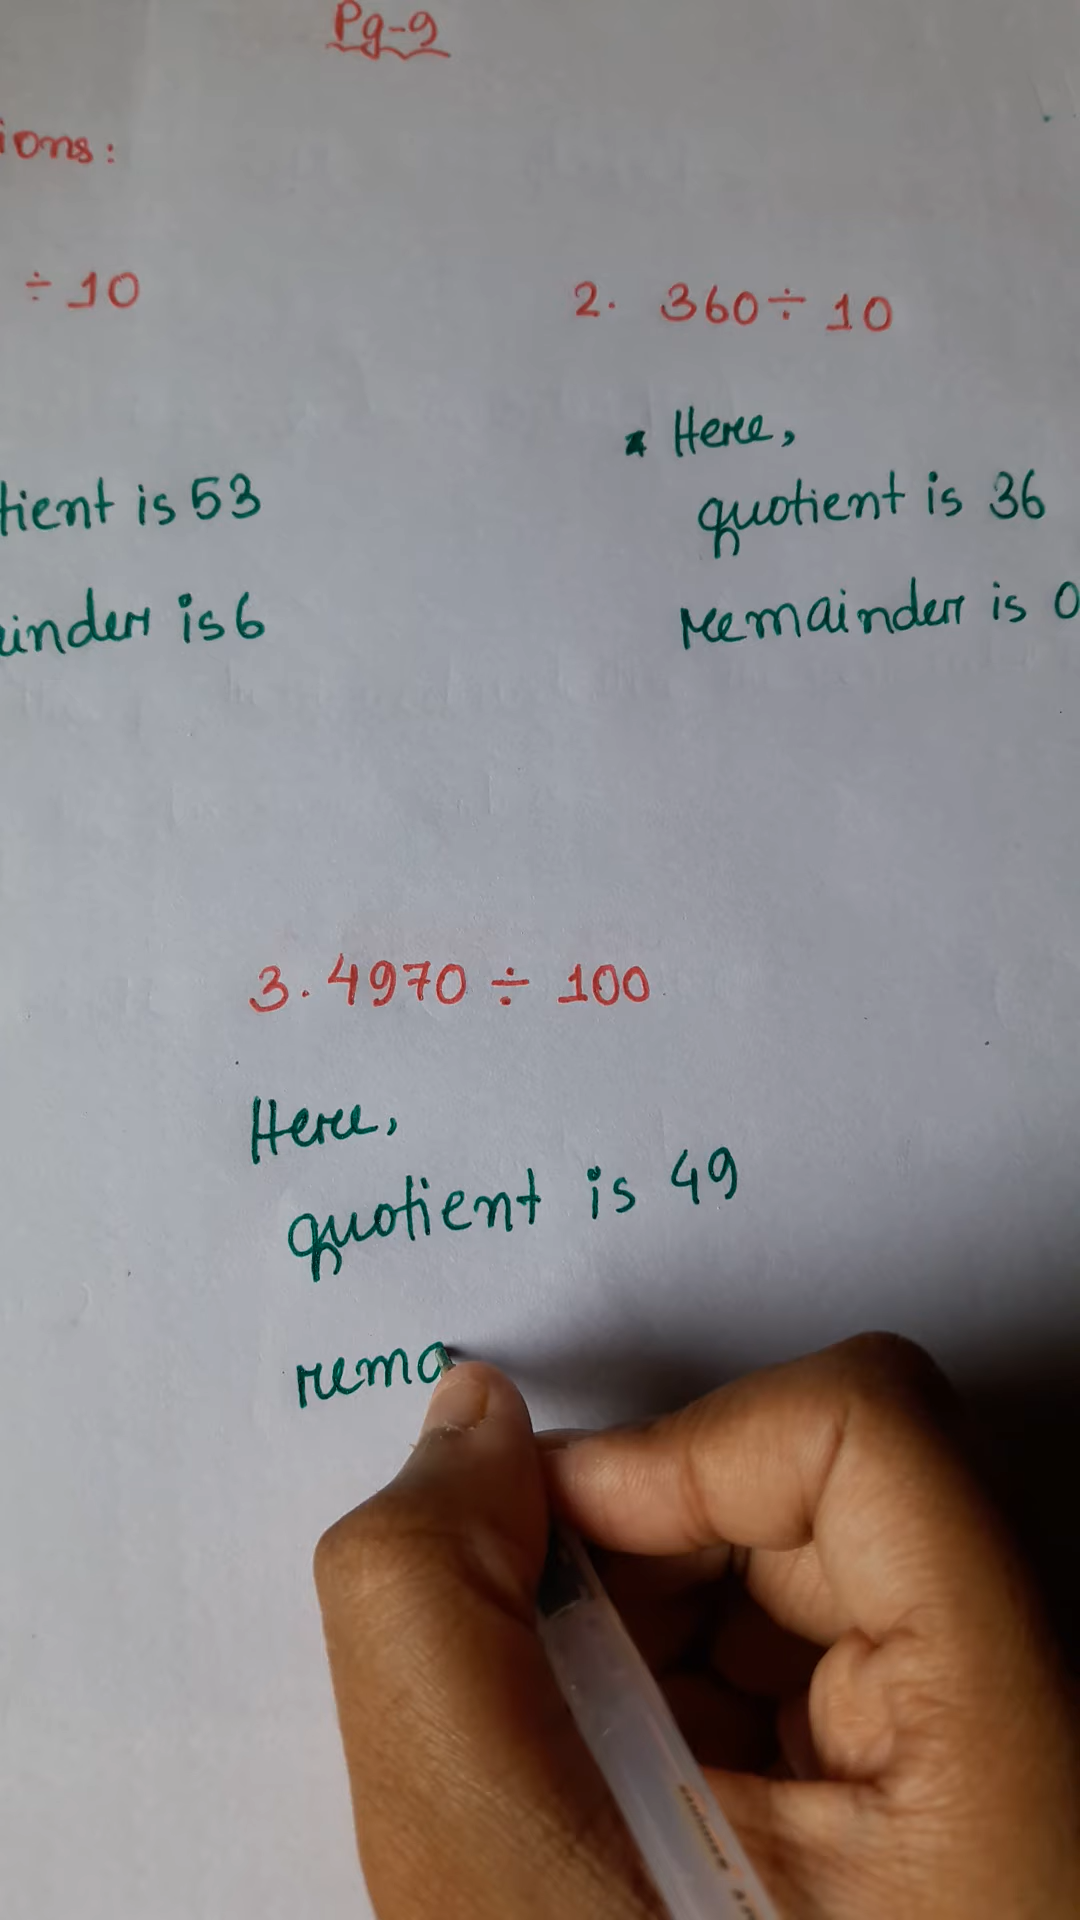 Pg-9
ions:
÷ 10
tient is 53
inder is 6
2. 360 ÷ 10
Here,
quotient is 36
remainder is 0
3. 4970 ÷ 100
Here,
quotient is 49
rema